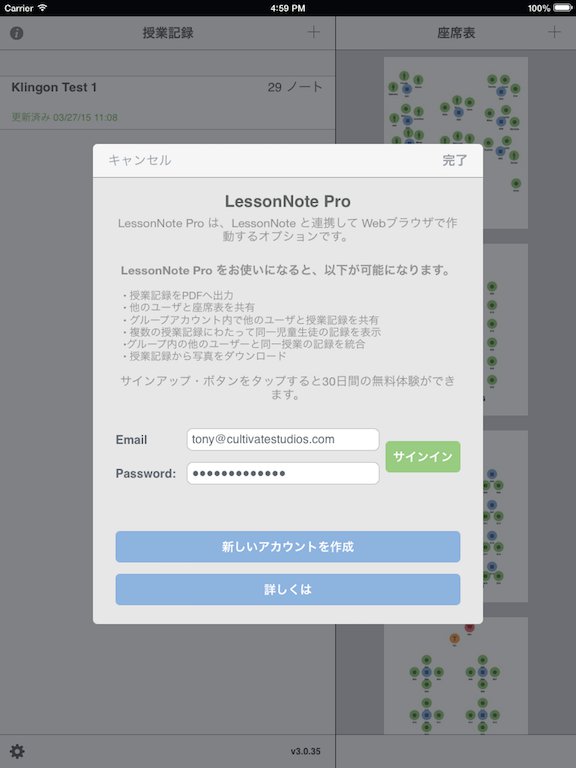 Carrier 4:59 PM 100%
授業記録
座席表
Klingon Test 1 29 ノート
更新済み 03/27/15 11:08
キャンセル 完了
LessonNote Pro
LessonNote Pro は、LessonNote と連携して Webブラウザで作
動するオプションです。
LessonNote Pro をお使いになると、以下が可能になります。
・授業記録をPDFへ出力
・他のユーザと座席表を共有
・グループアカウント内で他のユーザと授業記録を共有
・複数の授業記録にわたって同一児童生徒の記録を表示
・グループ内の他のユーザーと同一授業の記録を統合
・授業記録から写真をダウンロード
サインアップ・ボタンをタップすると30日間の無料体験ができ
ます。
Email tony@cultivatestudios.com
サインイン
Password: ●●●●●●●●●●●●●
新しいアカウントを作成
詳しくは
v3.0.35